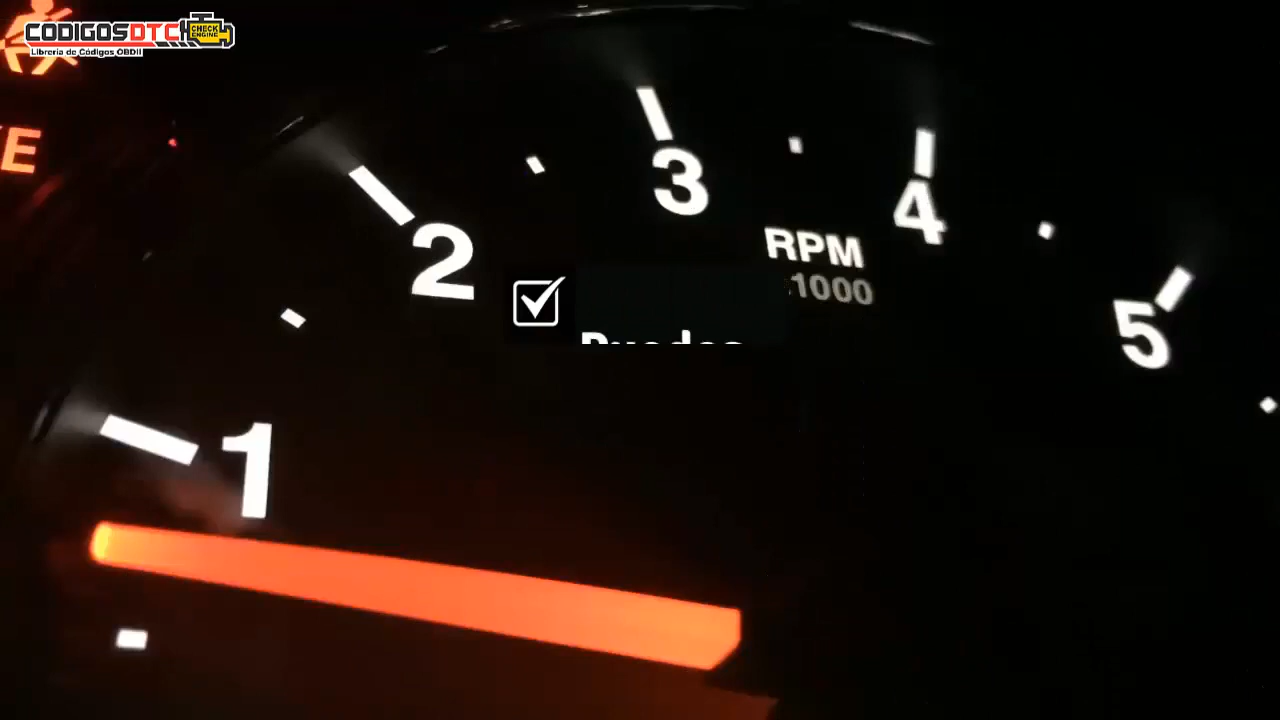 CODIGOSDTC
CHECK
ENGINE
Librería de Códigos OBDII
E
3
4
2
RPM
1000
5
1